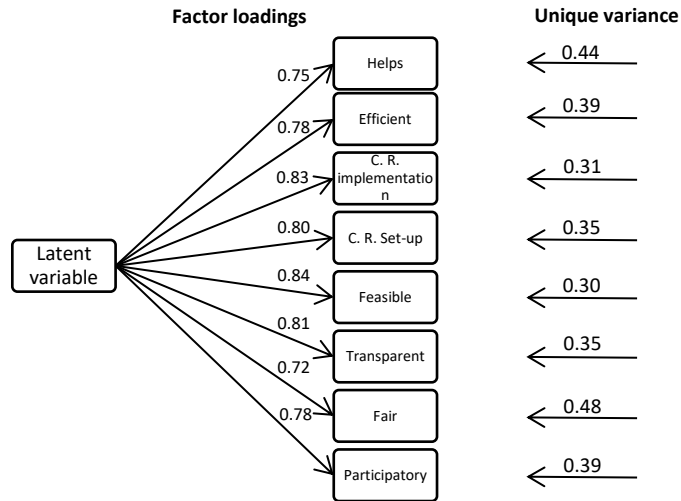 Factor loadings Unique variance
0.75 Helps 0.44
0.78 Efficient 0.39
0.83 C. R.
implementatio
n 0.31
0.80 C. R. Set-up 0.35
Latent
variable
0.84 Feasible 0.30
0.81 Transparent 0.35
0.72 Fair 0.48
0.78 Participatory 0.39